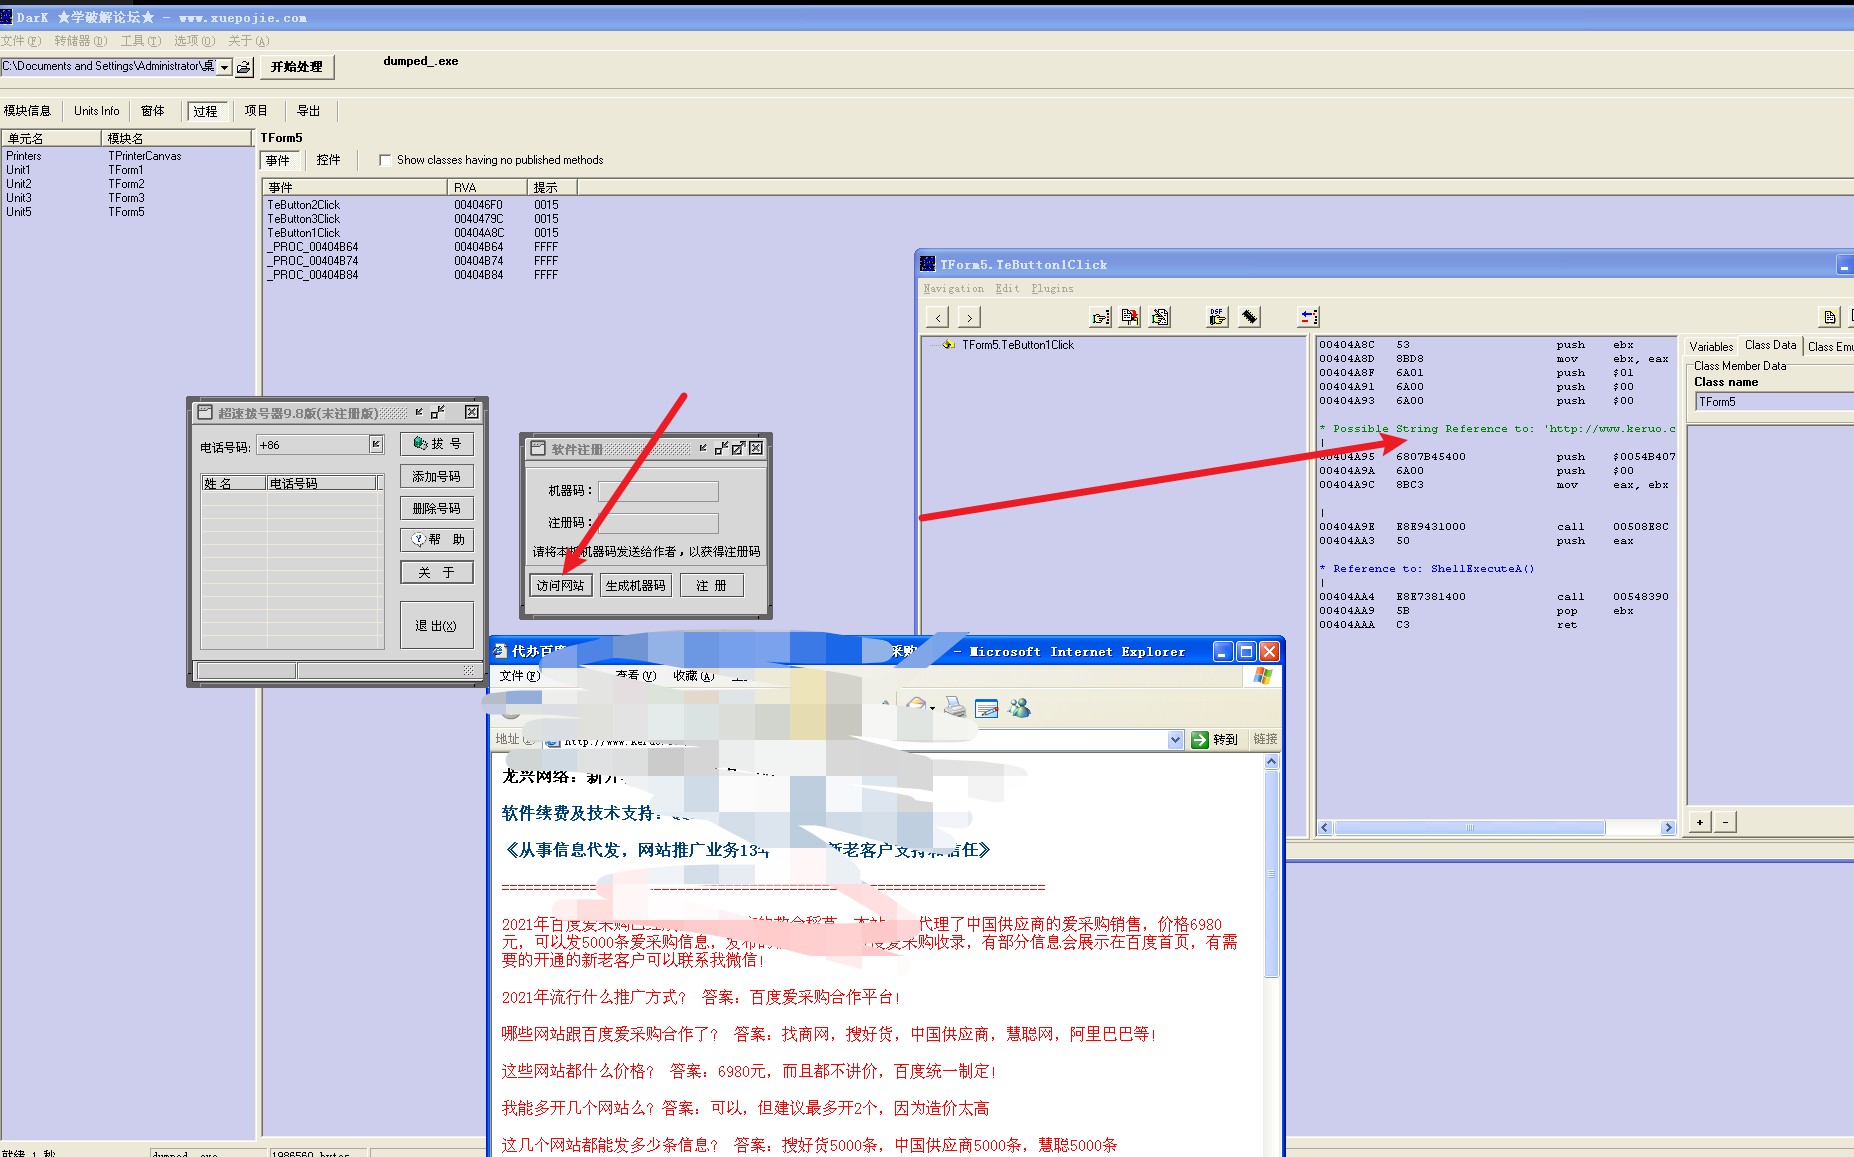 DarK ★学破解论坛★ - www.xuepojie.com
文件(F) 转储器(D) 工具(T) 选项(O) 关于(A)
C:\Documents and Settings\Administrator\桌
开始处理
dumped_.exe
模块信息 Units Info 窗体 过程 项目 导出
单元名 模块名
Printers TPrinterCanvas
Unit1 TForm1
Unit2 TForm2
Unit3 TForm3
Unit5 TForm5
TForm5
事件 控件 Show classes having no published methods
事件 RVA 提示
TeButton2Click 004046F0 0015
TeButton3Click 0040479C 0015
TeButton1Click 00404A8C 0015
_PROC_00404B64 00404B64 FFFF
_PROC_00404B74 00404B74 FFFF
_PROC_00404B84 00404B84 FFFF
TForm5.TeButton1Click
Navigation Edit Plugins
TForm5.TeButton1Click
00404A8C 53 push ebx
00404A8D 8BD8 mov ebx, eax
00404A8F 6A01 push $01
00404A91 6A00 push $00
00404A93 6A00 push $00
* Possible String Reference to: 'http://www.keruo.c
|
00404A95 6807B45400 push $0054B407
00404A9A 6A00 push $00
00404A9C 8BC3 mov eax, ebx
|
00404A9E E8E9431000 call 00508E8C
00404AA3 50 push eax
* Reference to: ShellExecuteA()
|
00404AA4 E8E7381400 call 00548390
00404AA9 5B pop ebx
00404AAA C3 ret
Variables Class Data Class Emu
Class Member Data
Class name
TForm5
+ -
超速拨号器9.8版(未注册版)
电话号码: +86
拨 号
添加号码
删除号码
帮 助
关 于
退 出(X)
姓 名 电话号码
软件注册
机器码:
注册码:
请将本机机器码发送给作者,以获得注册码
访问网站 生成机器码 注 册
代办百度
采购
- Microsoft Internet Explorer
文件(F) 查看(V) 收藏(A)
地址(D) http://www.keruo.
转到 链接
龙兴网络: 新开
软件续费及技术支持:
《从事信息代发, 网站推广业务13年 新老客户支持和信任》
2021年百度爱采购已经 代理了中国供应商的爱采购销售, 价格6980
元, 可以发5000条爱采购信息, 发布的 度爱采购收录, 有部分信息会展示在百度首页, 有需
要的开通的新老客户可以联系我微信!
2021年流行什么推广方式? 答案: 百度爱采购合作平台!
哪些网站跟百度爱采购合作了? 答案: 找商网, 搜好货, 中国供应商, 慧聪网, 阿里巴巴等!
这些网站都什么价格? 答案: 6980元, 而且都不讲价, 百度统一制定!
我能多开几个网站么? 答案: 可以, 但建议最多开2个, 因为造价太高
这几个网站都能发多少条信息? 答案: 搜好货5000条, 中国供应商5000条, 慧聪5000条
就绪 1 秒 dumped_.exe 1986560 bytes